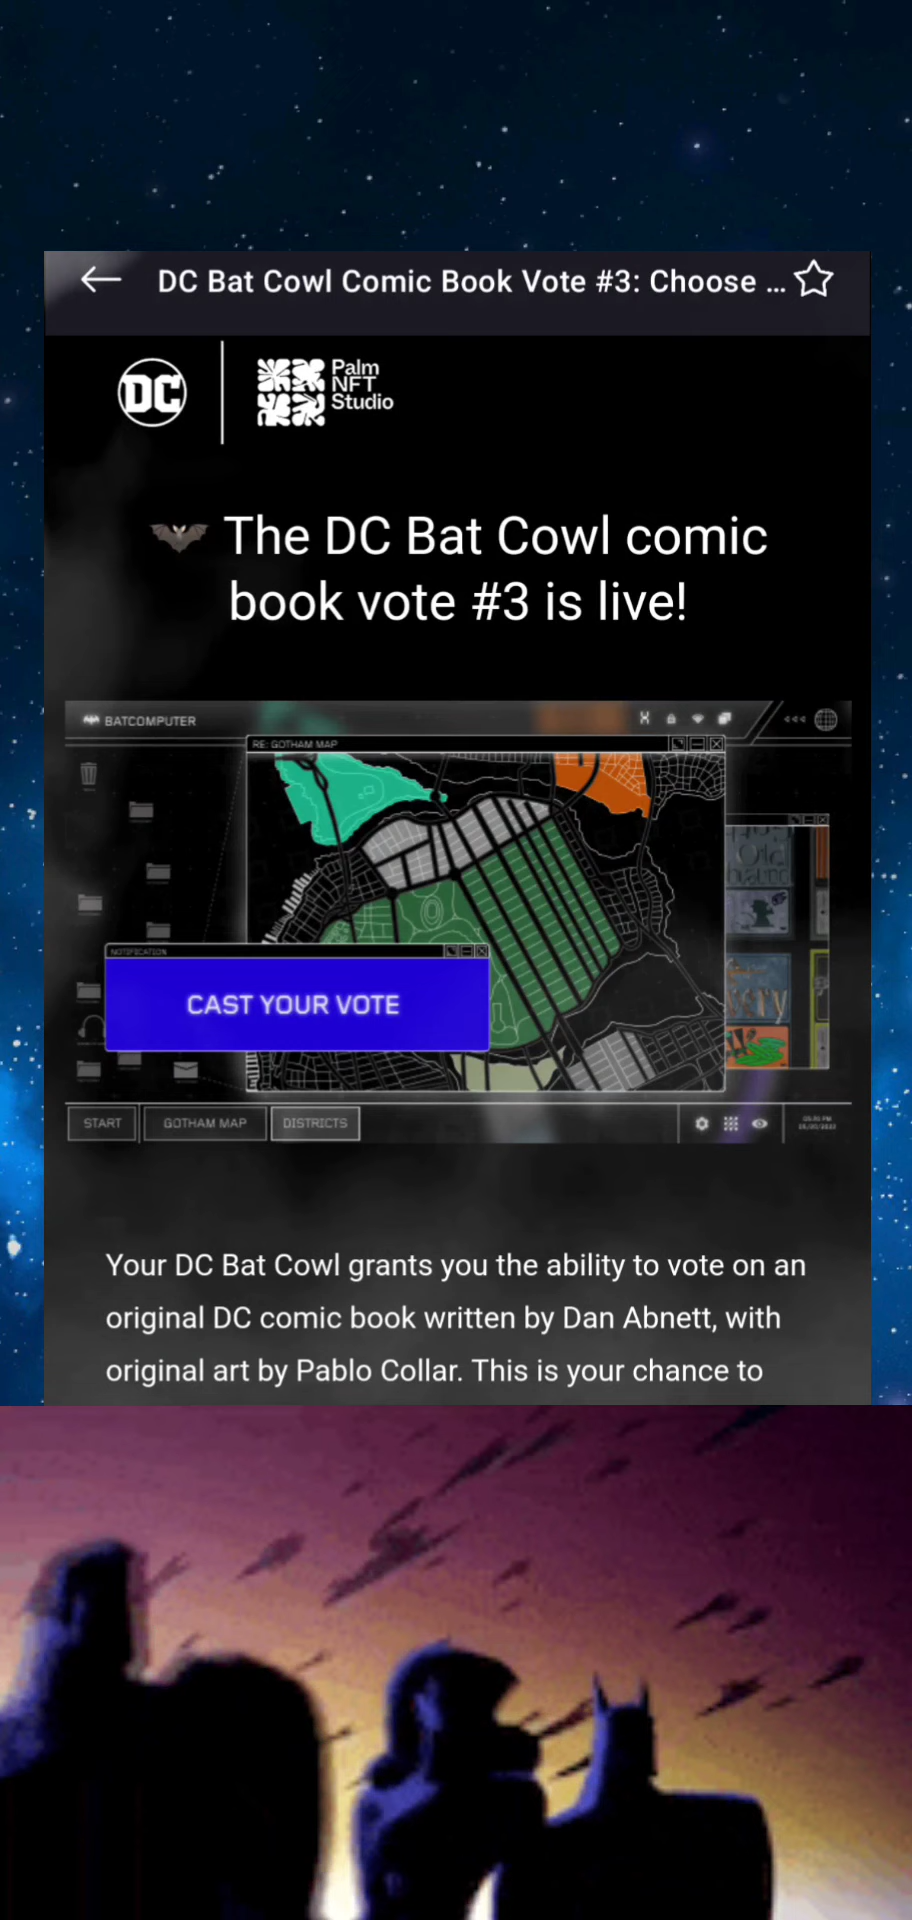 DC Bat Cowl Comic Book Vote #3: Choose ...
DC
Palm
NFT
Studio
The DC Bat Cowl comic
book vote #3 is live!
BATCOMPUTER
RE: GOTHAM MAP
NOTIFICATION
CAST YOUR VOTE
START
GOTHAM MAP
DISTRICTS
Your DC Bat Cowl grants you the ability to vote on an
original DC comic book written by Dan Abnett, with
original art by Pablo Collar. This is your chance to